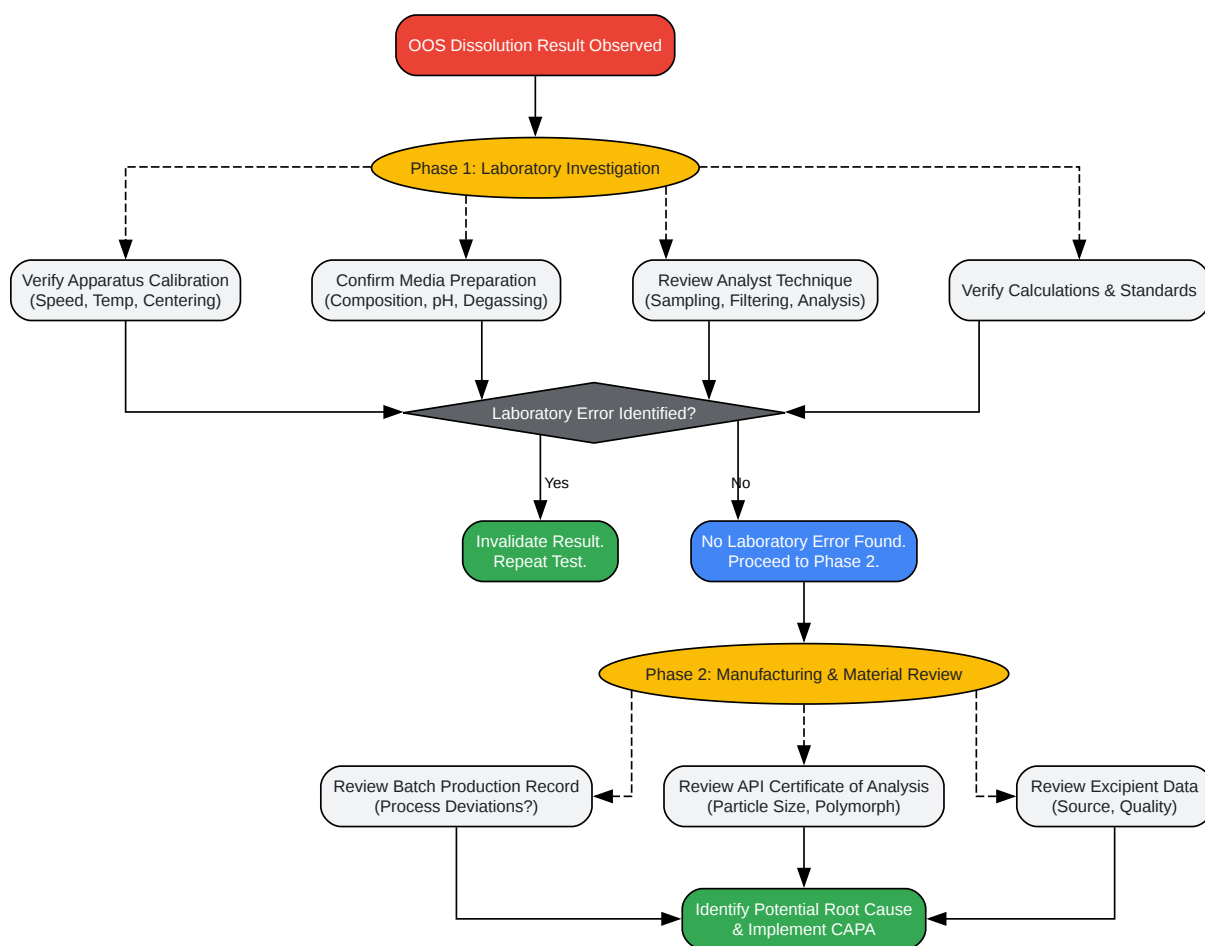 OOS Dissolution Result Observed
Phase 1: Laboratory Investigation
Verify Apparatus Calibration
(Speed, Temp, Centering)
Confirm Media Preparation
(Composition, pH, Degassing)
Review Analyst Technique
(Sampling, Filtering, Analysis)
Verify Calculations & Standards
Laboratory Error Identified?
Yes
No
Invalidate Result.
Repeat Test.
No Laboratory Error Found.
Proceed to Phase 2.
Phase 2: Manufacturing & Material Review
Review Batch Production Record
(Process Deviations?)
Review API Certificate of Analysis
(Particle Size, Polymorph)
Review Excipient Data
(Source, Quality)
Identify Potential Root Cause
& Implement CAPA